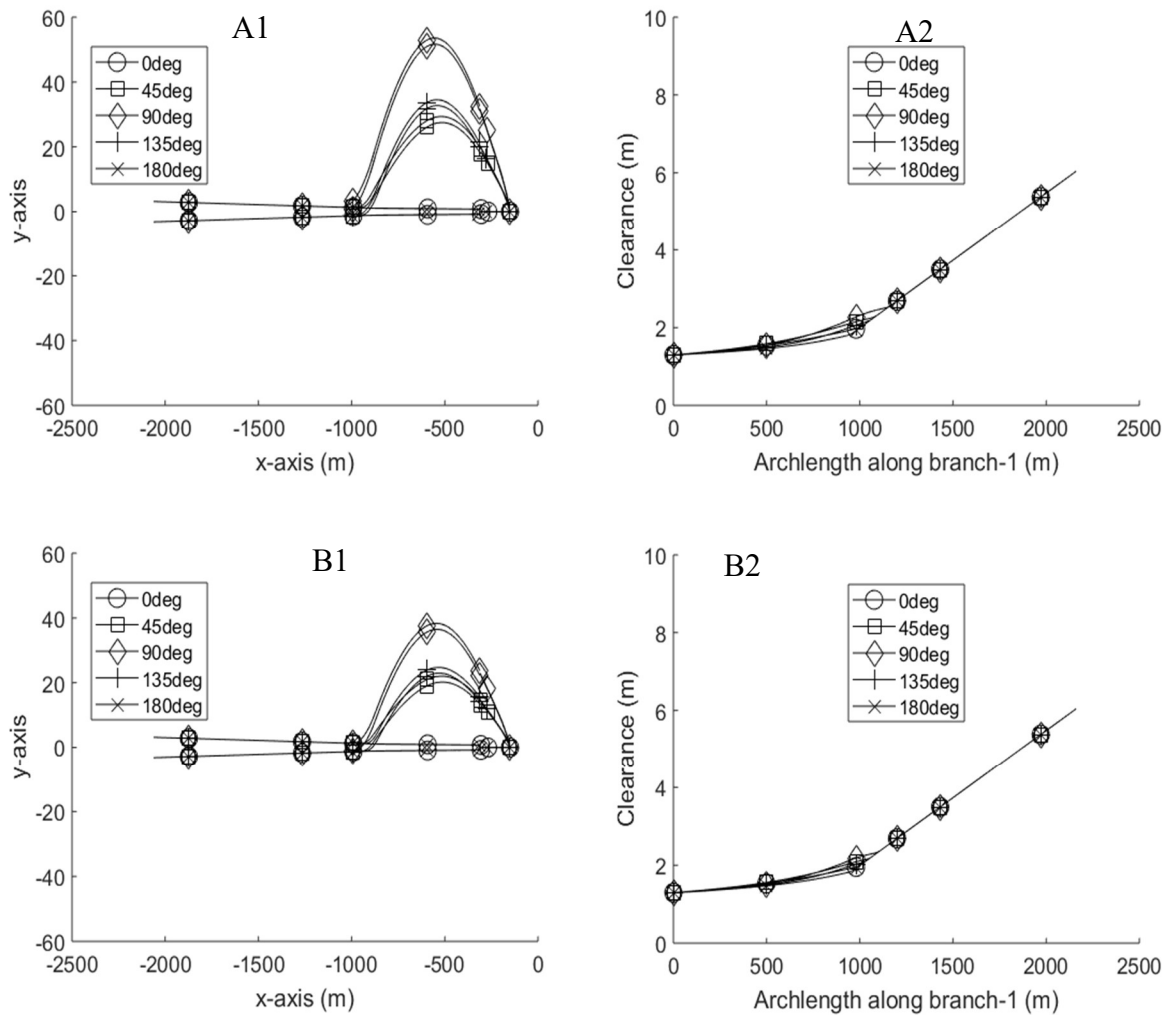 A1
60
40
20
0
-20
-40
-60
y-axis
0deg
45deg
90deg
135deg
180deg
-2500 -2000 -1500 -1000 -500 0
x-axis (m)
A2
10
8
6
4
2
0
Clearance (m)
0deg
45deg
90deg
135deg
180deg
0 500 1000 1500 2000 2500
Archlength along branch-1 (m)
B1
60
40
20
0
-20
-40
-60
y-axis
0deg
45deg
90deg
135deg
180deg
-2500 -2000 -1500 -1000 -500 0
x-axis (m)
B2
10
8
6
4
2
0
Clearance (m)
0deg
45deg
90deg
135deg
180deg
0 500 1000 1500 2000 2500
Archlength along branch-1 (m)